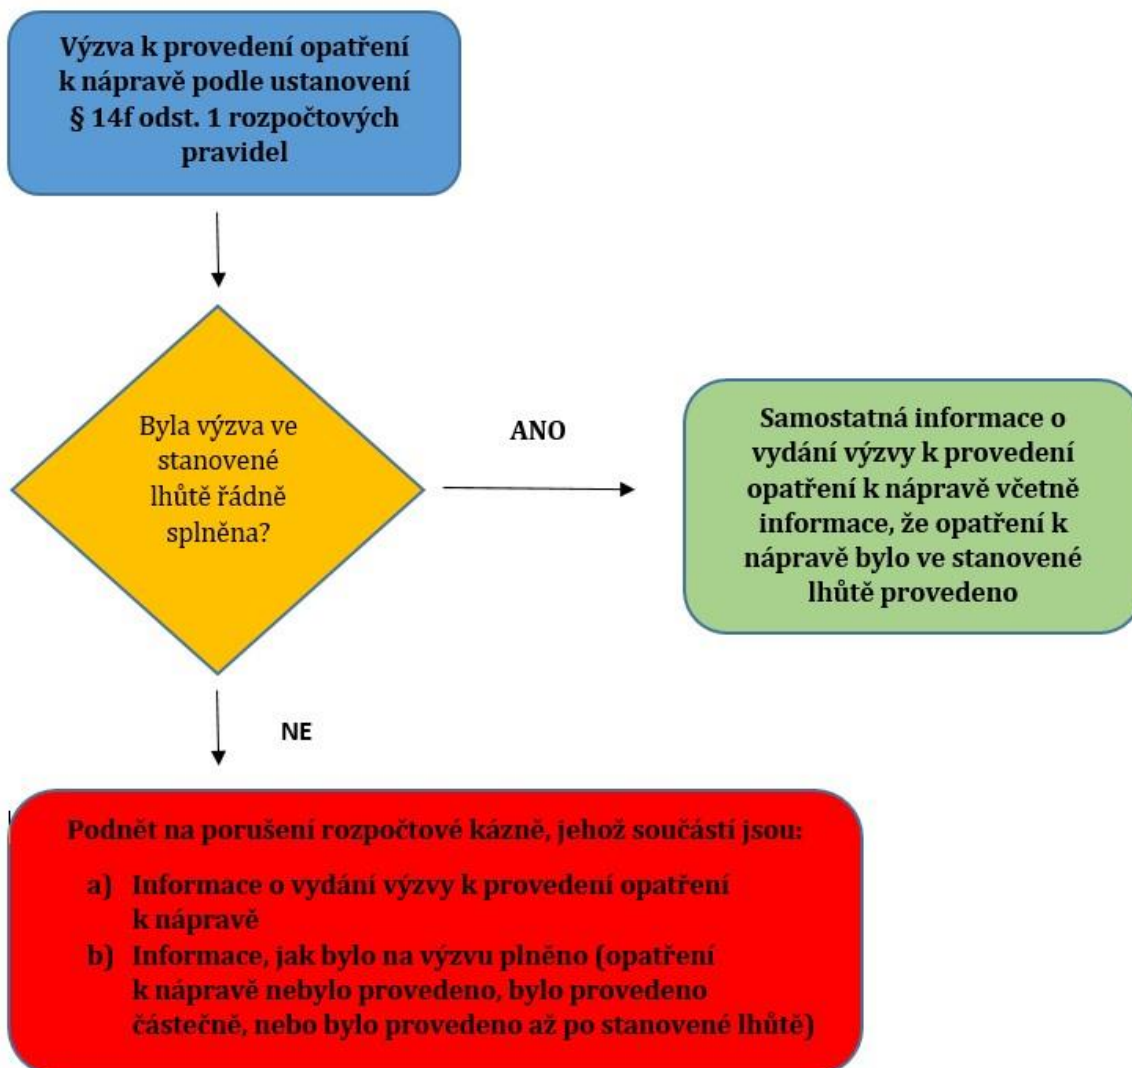 Výzva k provedení opatření
k nápravě podle ustanovení
§ 14f odst. 1 rozpočtových
pravidel
Byla výzva ve
stanovené
lhůtě řádně
splněna?
ANO
Samostatná informace o
vydání výzvy k provedení
opatření k nápravě včetně
informace, že opatření k
nápravě bylo ve stanovené
lhůtě provedeno
NE
Podnět na porušení rozpočtové kázně, jehož součástí jsou:
a) Informace o vydání výzvy k provedení opatření
k nápravě
b) Informace, jak bylo na výzvu plněno (opatření
k nápravě nebylo provedeno, bylo provedeno
částečně, nebo bylo provedeno až po stanovené lhůtě)